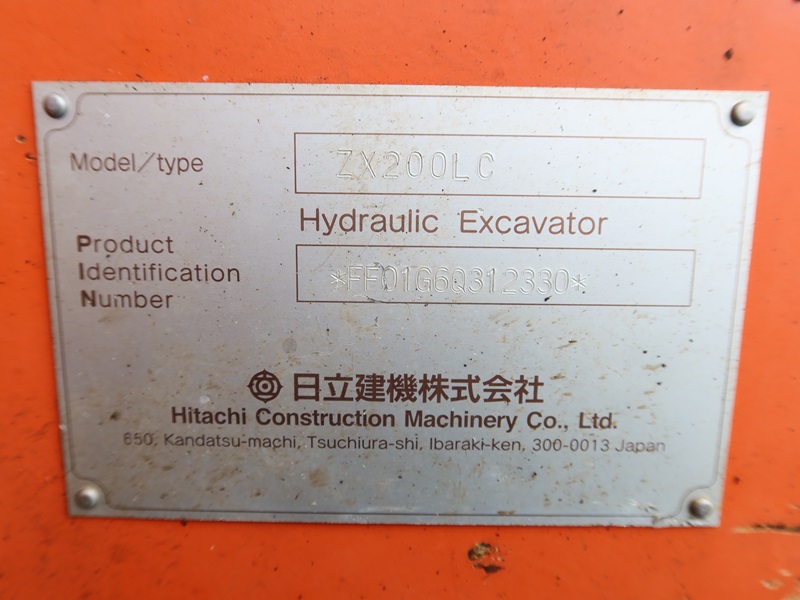 Model/type ZX200LC
Hydraulic Excavator
Product
Identification
Number
*FF01G6Q312330*
日立建機株式会社
Hitachi Construction Machinery Co., Ltd.
650, Kandatsu-machi, Tsuchiura-shi, Ibaraki-ken, 300-0013 Japan